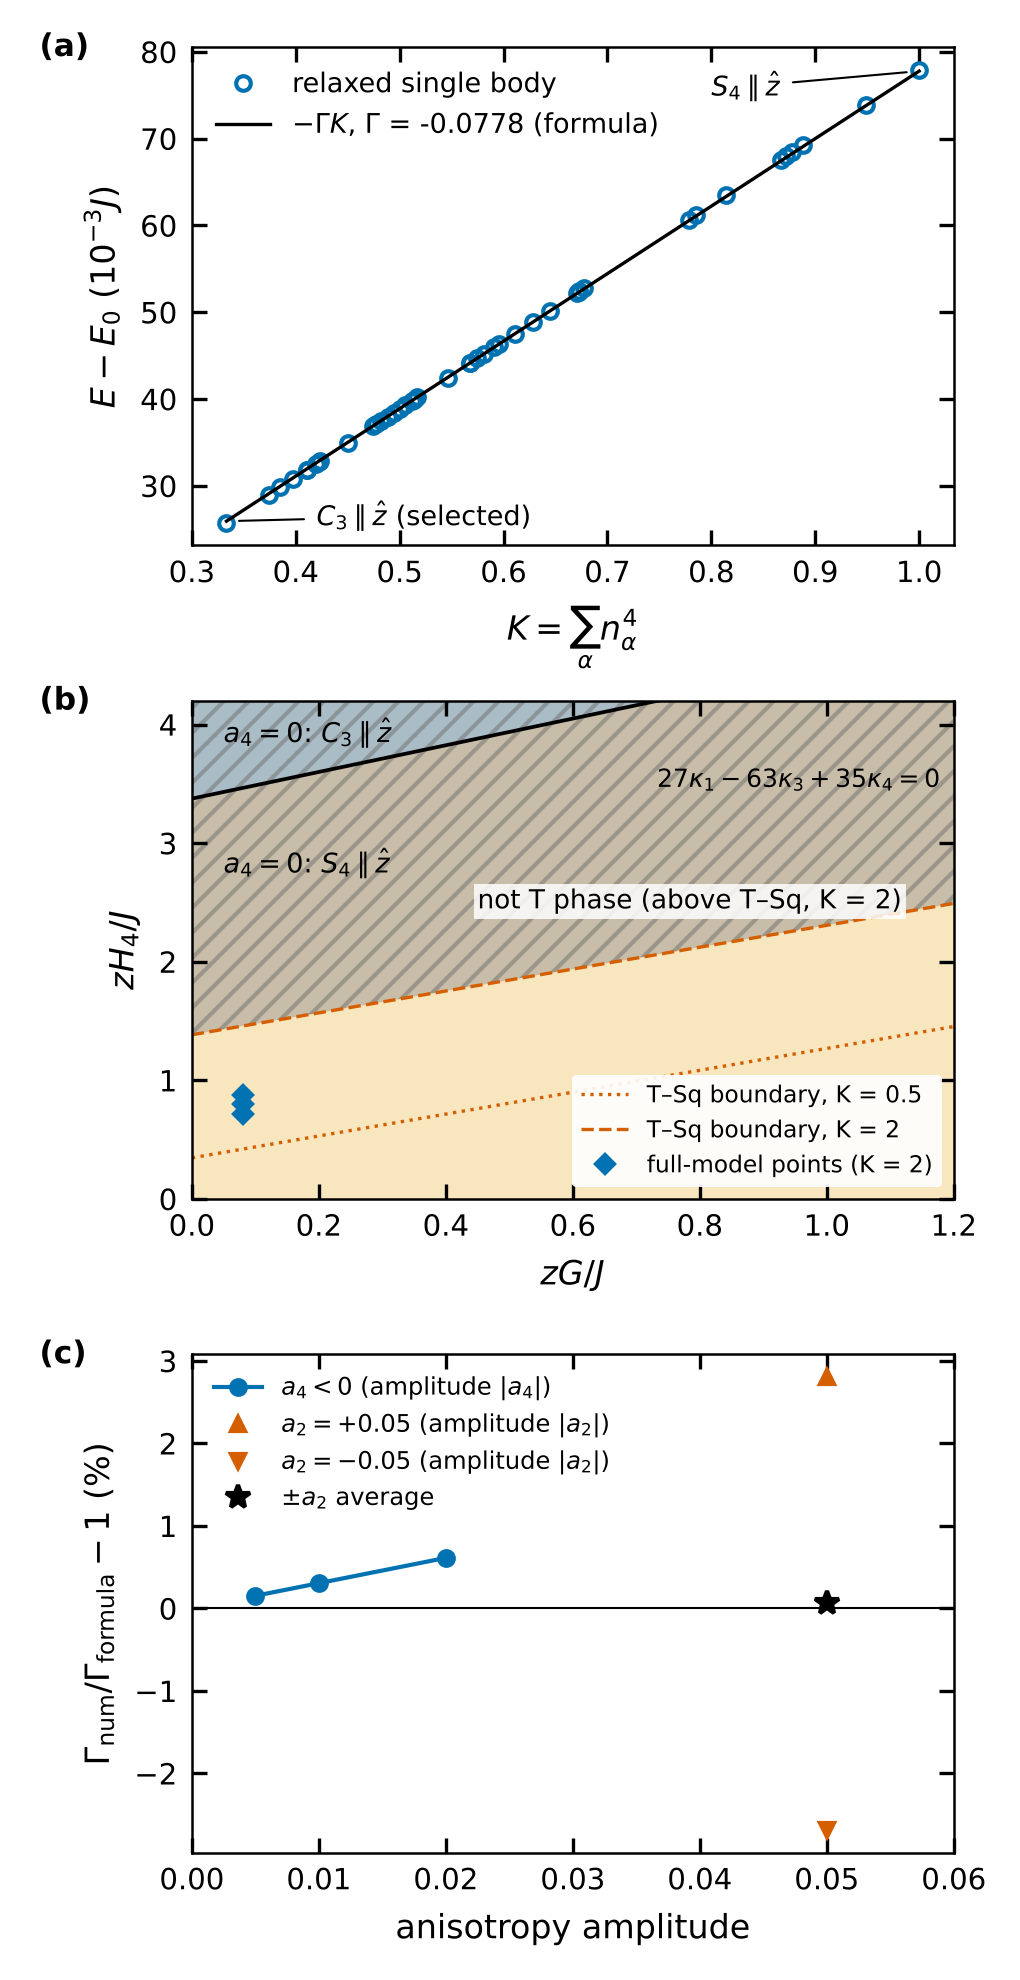 (a)
80
70
60
50
40
30
E − E₀ (10⁻³J)
relaxed single body
−ΓK, Γ = -0.0778 (formula)
S₄ ∥ ẑ
C₃ ∥ ẑ (selected)
0.3 0.4 0.5 0.6 0.7 0.8 0.9 1.0
K = ∑_α n_α⁴
(b)
4
3
2
1
0
zH₄/J
a₄ = 0: C₃ ∥ ẑ
27κ₁ − 63κ₃ + 35κ₄ = 0
a₄ = 0: S₄ ∥ ẑ
not T phase (above T–Sq, K = 2)
T–Sq boundary, K = 0.5
T–Sq boundary, K = 2
full-model points (K = 2)
0.0 0.2 0.4 0.6 0.8 1.0 1.2
zG/J
(c)
3
2
1
0
−1
−2
Γ_num/Γ_formula − 1 (%)
a₄ < 0 (amplitude |a₄|)
a₂ = +0.05 (amplitude |a₂|)
a₂ = −0.05 (amplitude |a₂|)
±a₂ average
0.00 0.01 0.02 0.03 0.04 0.05 0.06
anisotropy amplitude